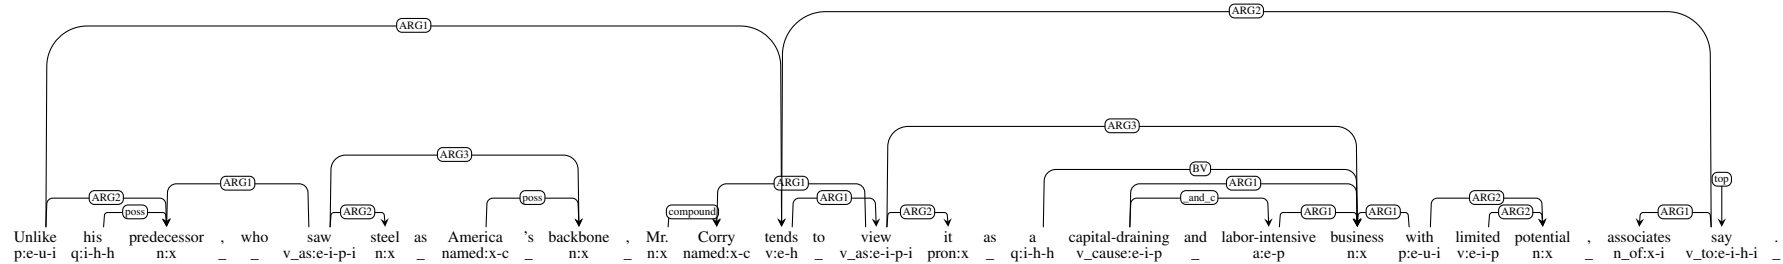 ARG1 ARG2
ARG3
ARG3
BV
ARG1 ARG1 ARG1 top
ARG2 poss ARG1 _and_c ARG2
poss ARG2 compound ARG2 ARG1 ARG1 ARG2 ARG1
Unlike his predecessor , who saw steel as America 's backbone , Mr. Corry tends to view it as a capital-draining and labor-intensive business with limited potential , associates say .
p:e-u-i q:i-h-h n:x _ _ v_as:e-i-p-i n:x _ named:x-c _ n:x _ n:x named:x-c v:e-h _ v_as:e-i-p-i pron:x _ q:i-h-h v_cause:e-i-p _ a:e-p n:x p:e-u-i v:e-i-p n:x _ n_of:x-i v_to:e-i-h-i _